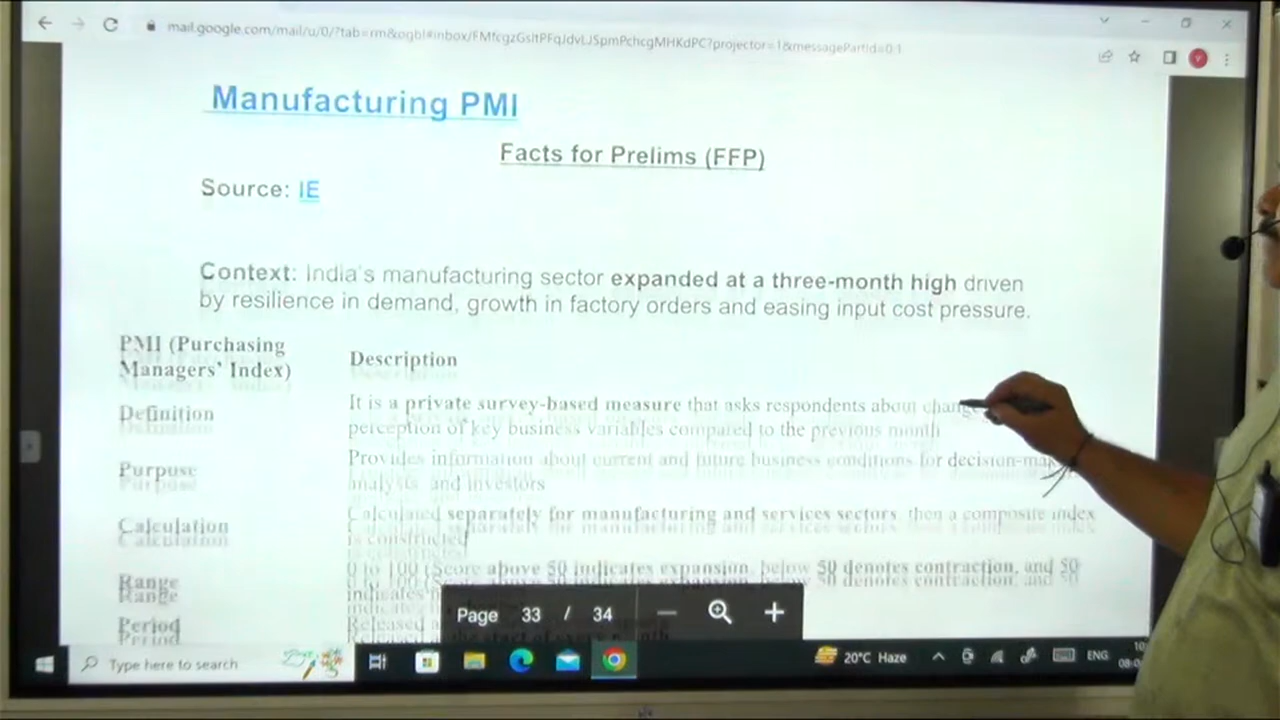 mail.google.com/mail/u/0/?tab=rm&ogbl#inbox/
Manufacturing PMI
Facts for Prelims (FFP)
Source: IE
Context: India's manufacturing sector expanded at a three-month high driven
by resilience in demand, growth in factory orders and easing input cost pressure.
PMI (Purchasing
Managers' Index)
Description
Definition
It is a private survey-based measure that asks respondents about
perception of key business variables compared to the previous month
Purpose
Provides information about current and future business conditions for
analysts and investors
Calculation
Calculated separately for manufacturing and services sectors, then a composite index
is constructed
Range
0 to 100 (Score above 50 indicates expansion, below 50 denotes contraction, and 50
indicates
Period
Released
Page 33 / 34
Type here to search
20°C Haze
ENG